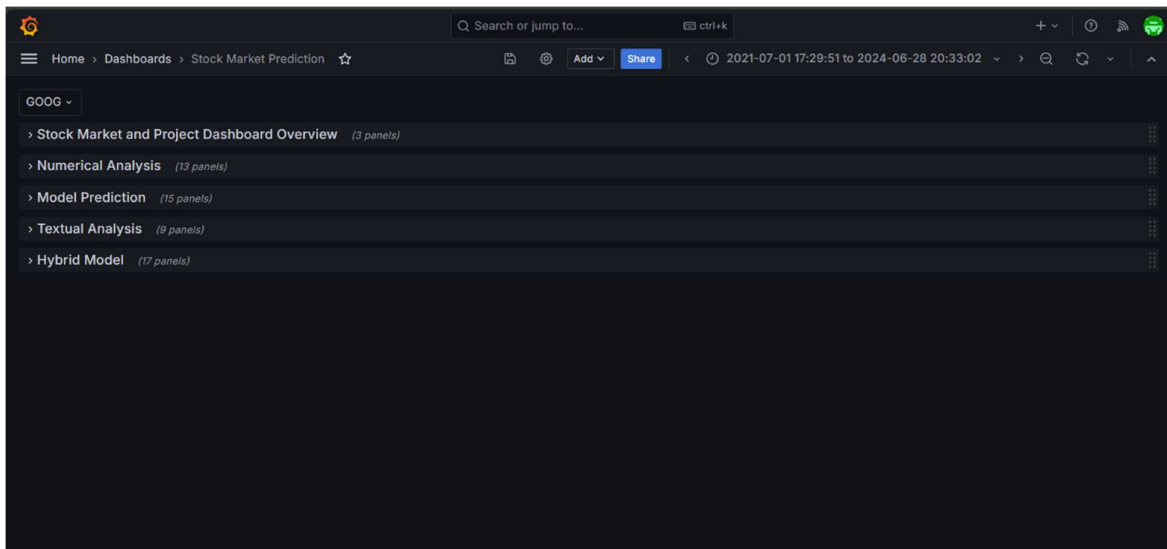 Search or jump to... ctrl+k
Home › Dashboards › Stock Market Prediction Add Share 2021-07-01 17:29:51 to 2024-06-28 20:33:02
GOOG
Stock Market and Project Dashboard Overview (3 panels)
Numerical Analysis (13 panels)
Model Prediction (15 panels)
Textual Analysis (9 panels)
Hybrid Model (17 panels)